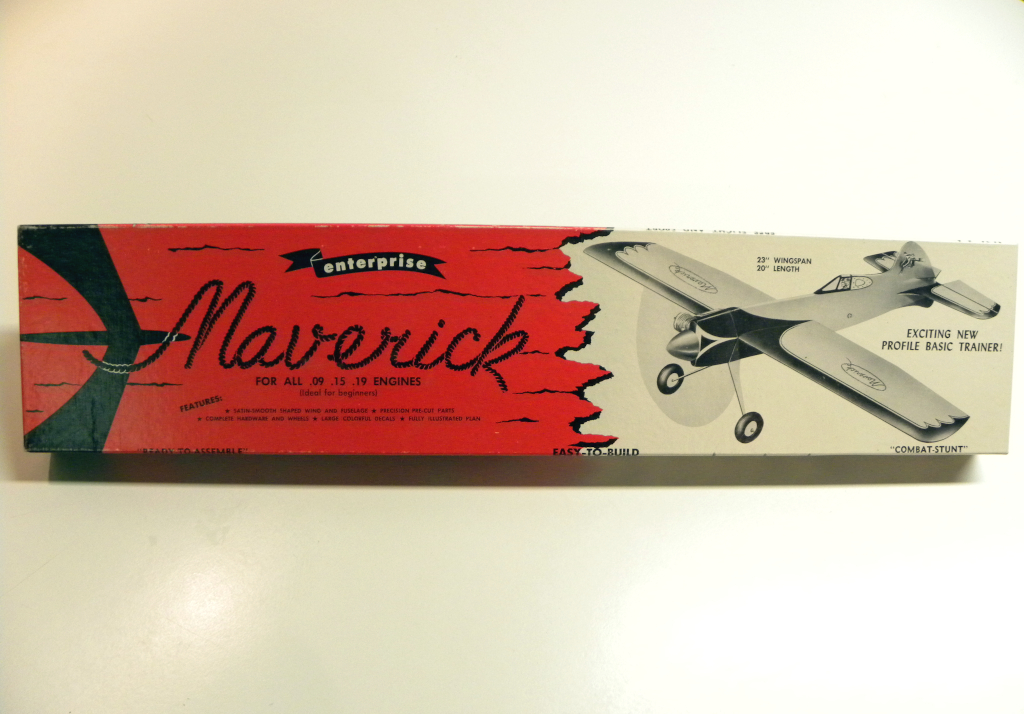 enterprise
Maverick
FOR ALL .09 .15 .19 ENGINES
(Ideal for beginners)
FEATURES:
★ SATIN-SMOOTH SHAPED WING AND FUSELAGE ★ PRECISION PRE-CUT PARTS
★ COMPLETE HARDWARE AND WHEELS ★ LARGE COLORFUL DECALS ★ FULLY ILLUSTRATED PLAN
"READY-TO-ASSEMBLE"
EASY-TO-BUILD
23" WINGSPAN
20" LENGTH
Maverick
EXCITING NEW
PROFILE BASIC TRAINER!
Maverick
"COMBAT-STUNT"